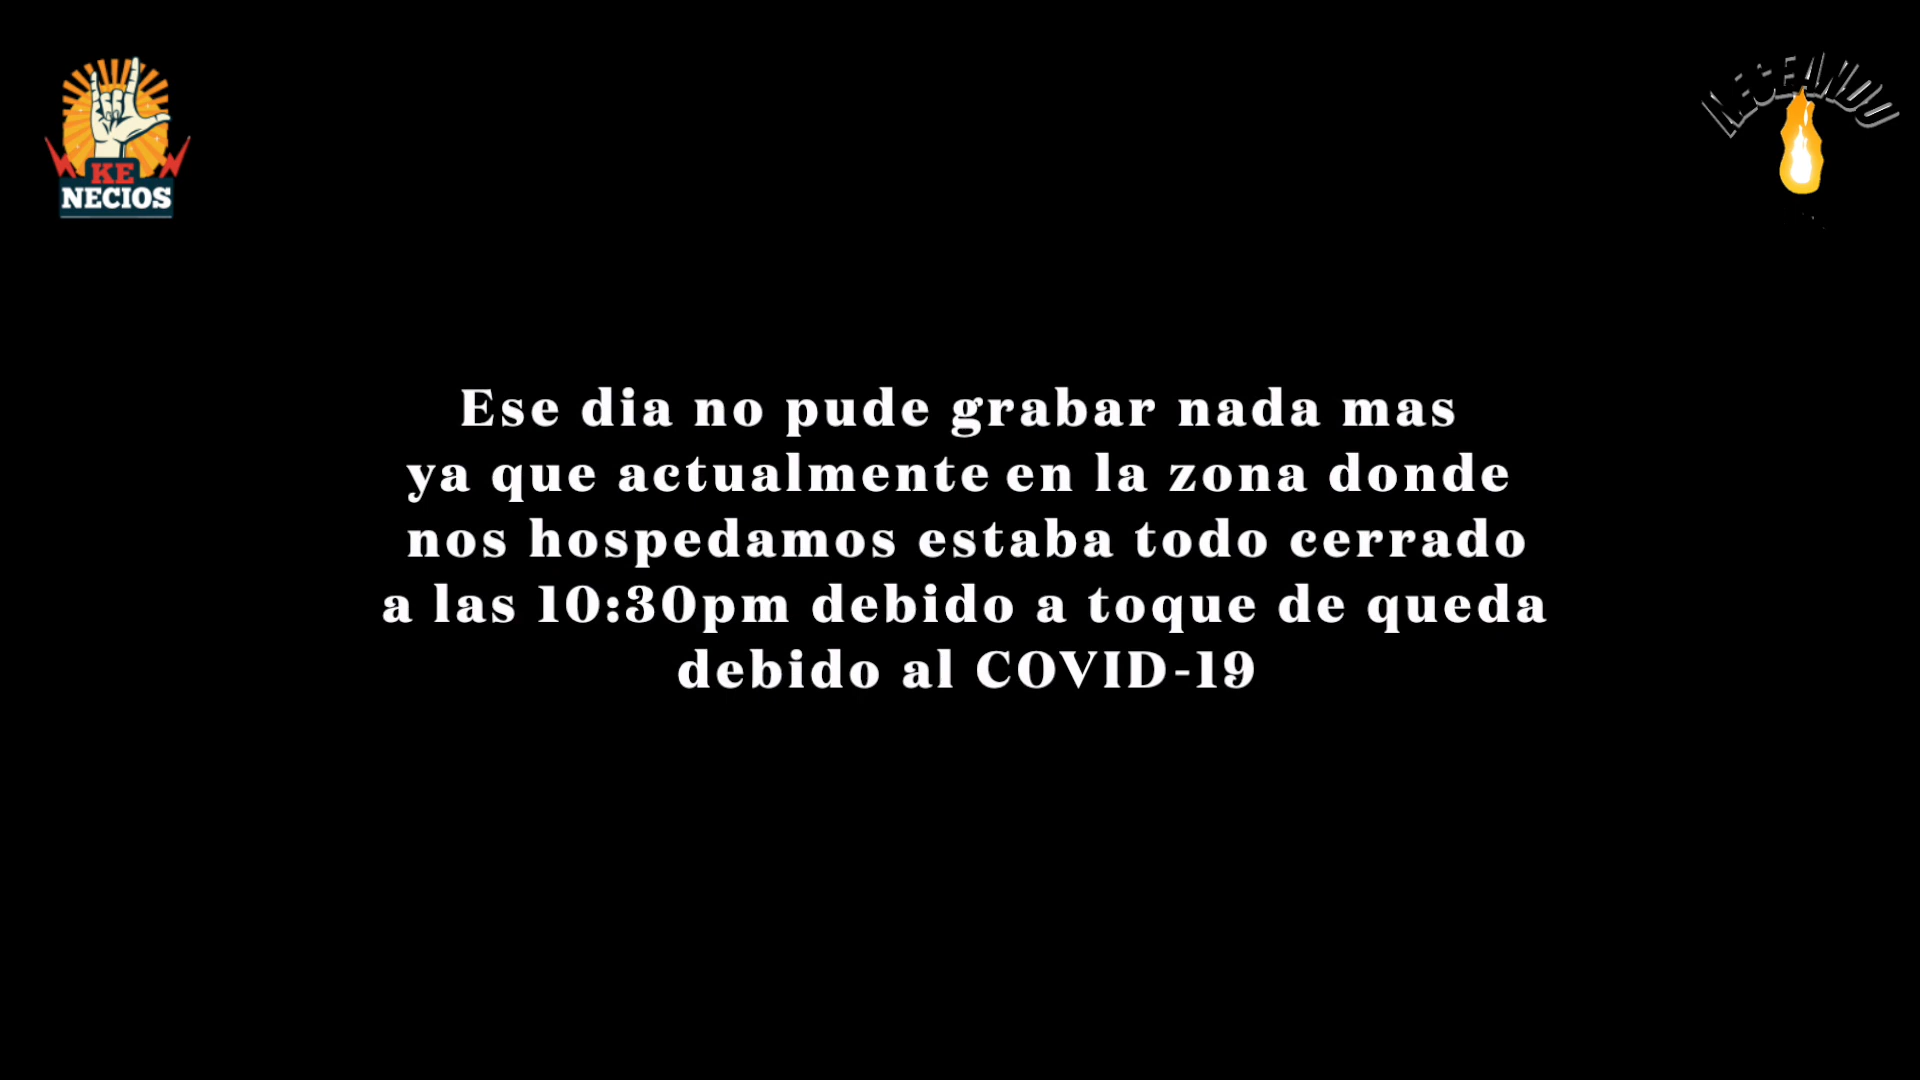 KE
NECIOS
NECEANDO
Ese dia no pude grabar nada mas
ya que actualmente en la zona donde
nos hospedamos estaba todo cerrado
a las 10:30pm debido a toque de queda
debido al COVID-19